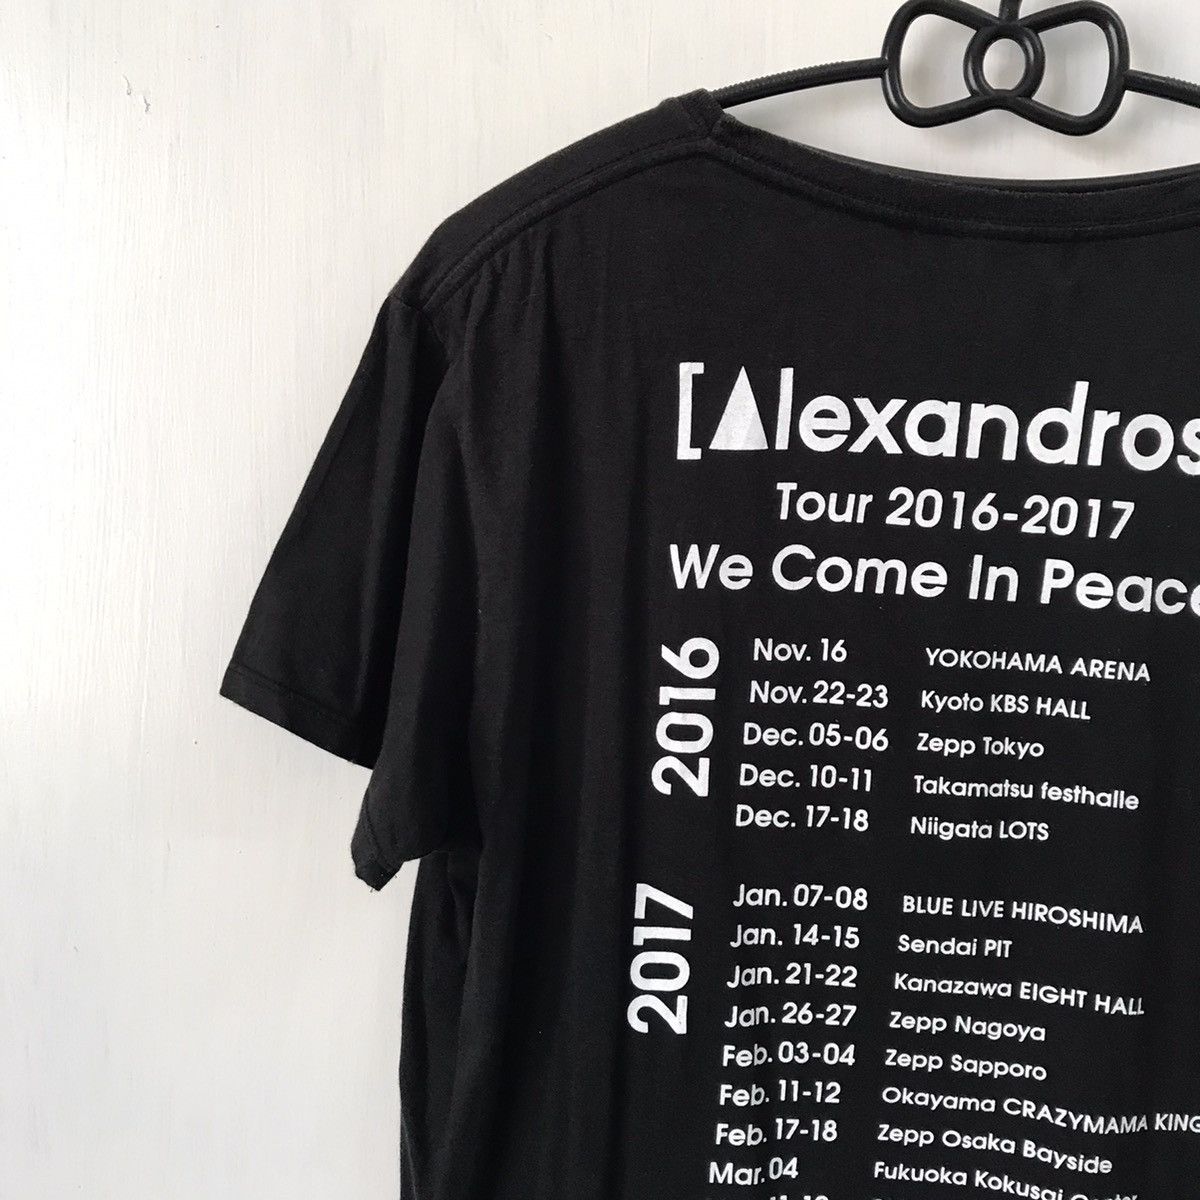 [Alexandros
Tour 2016-2017
We Come In Peace
2016
Nov. 16 YOKOHAMA ARENA
Nov. 22-23 Kyoto KBS HALL
Dec. 05-06 Zepp Tokyo
Dec. 10-11 Takamatsu festhalle
Dec. 17-18 Niigata LOTS
2017
Jan. 07-08 BLUE LIVE HIROSHIMA
Jan. 14-15 Sendai PIT
Jan. 21-22 Kanazawa EIGHT HALL
Jan. 26-27 Zepp Nagoya
Feb. 03-04 Zepp Sapporo
Feb. 11-12 Okayama CRAZYMAMA KING
Feb. 17-18 Zepp Osaka Bayside
Mar. 04 Fukuoka Kokusai